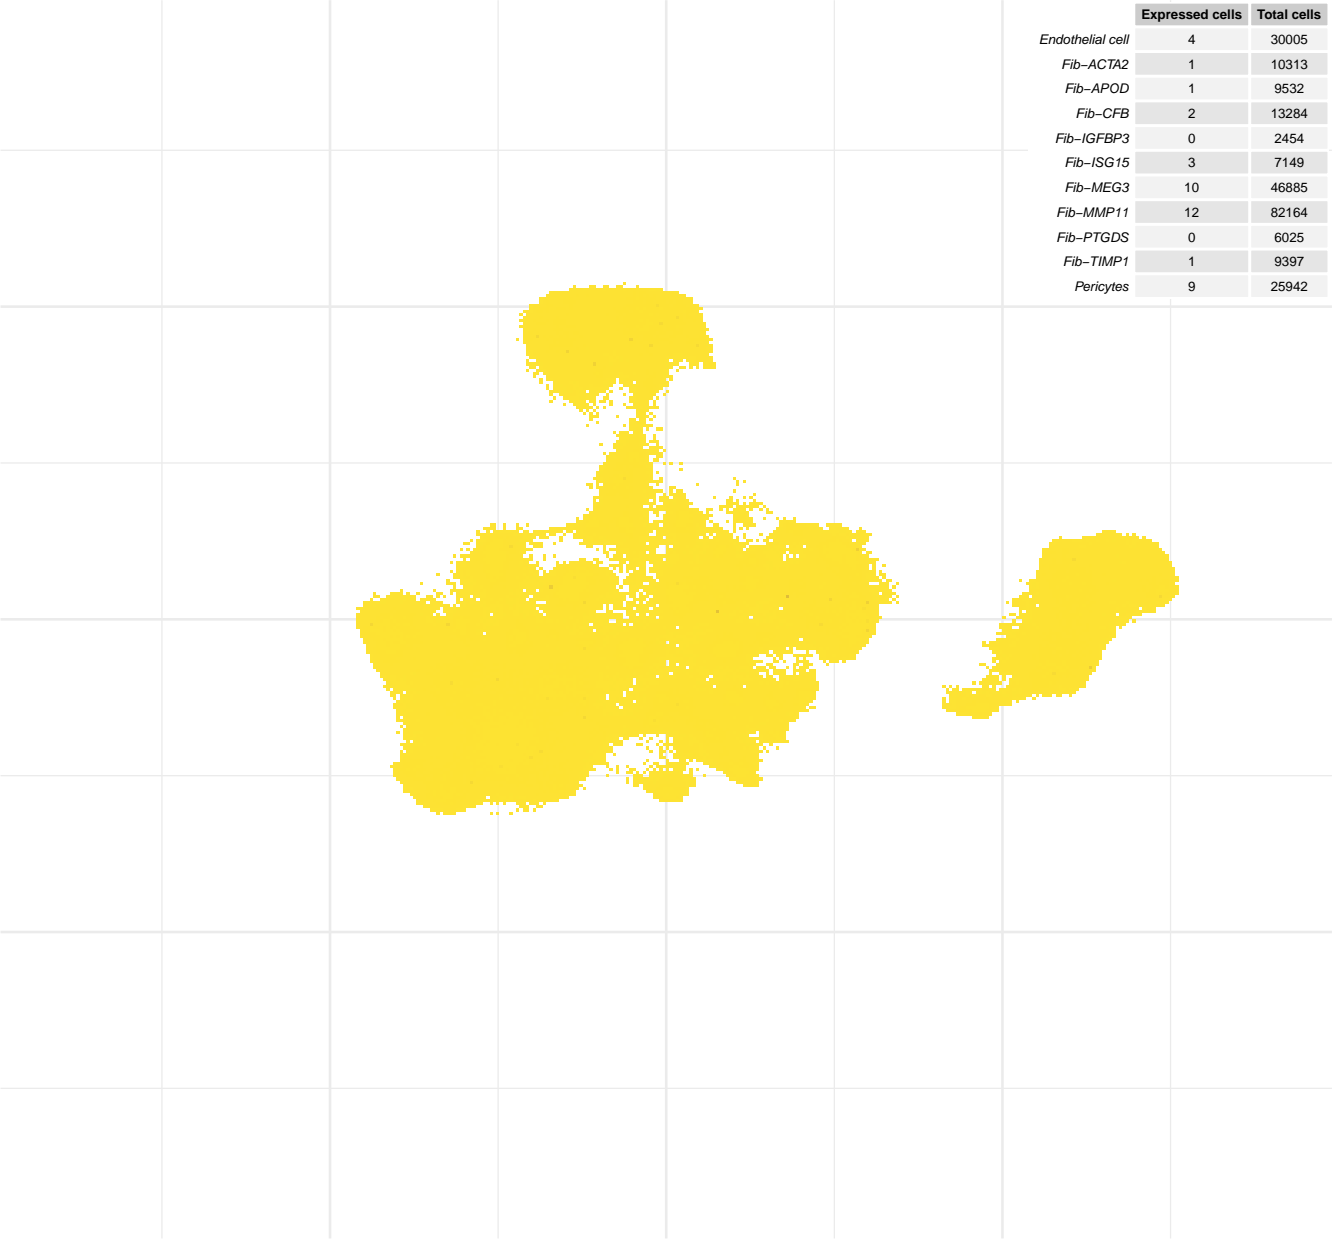 Expressed cells Total cells
Endothelial cell 4 30005
Fib−ACTA2 1 10313
Fib−APOD 1 9532
Fib−CFB 2 13284
Fib−IGFBP3 0 2454
Fib−ISG15 3 7149
Fib−MEG3 10 46885
Fib−MMP11 12 82164
Fib−PTGDS 0 6025
Fib−TIMP1 1 9397
Pericytes 9 25942